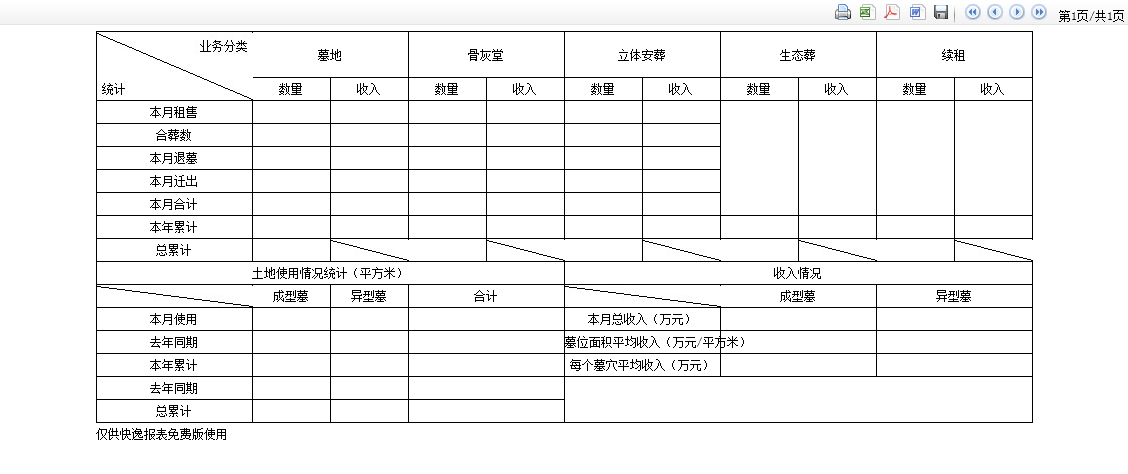 第1页/共1页
业务分类 墓地 骨灰堂 立体安葬 生态葬 续租
统计 数量 收入 数量 收入 数量 收入 数量 收入 数量 收入
本月租售
合葬数
本月退墓
本月迁出
本月合计
本年累计
总累计
土地使用情况统计（平方米） 收入情况
成型墓 异型墓 合计 成型墓 异型墓
本月使用 本月总收入（万元）
去年同期 墓位面积平均收入（万元/平方米）
本年累计 每个墓穴平均收入（万元）
去年同期
总累计
仅供快逸报表免费版使用